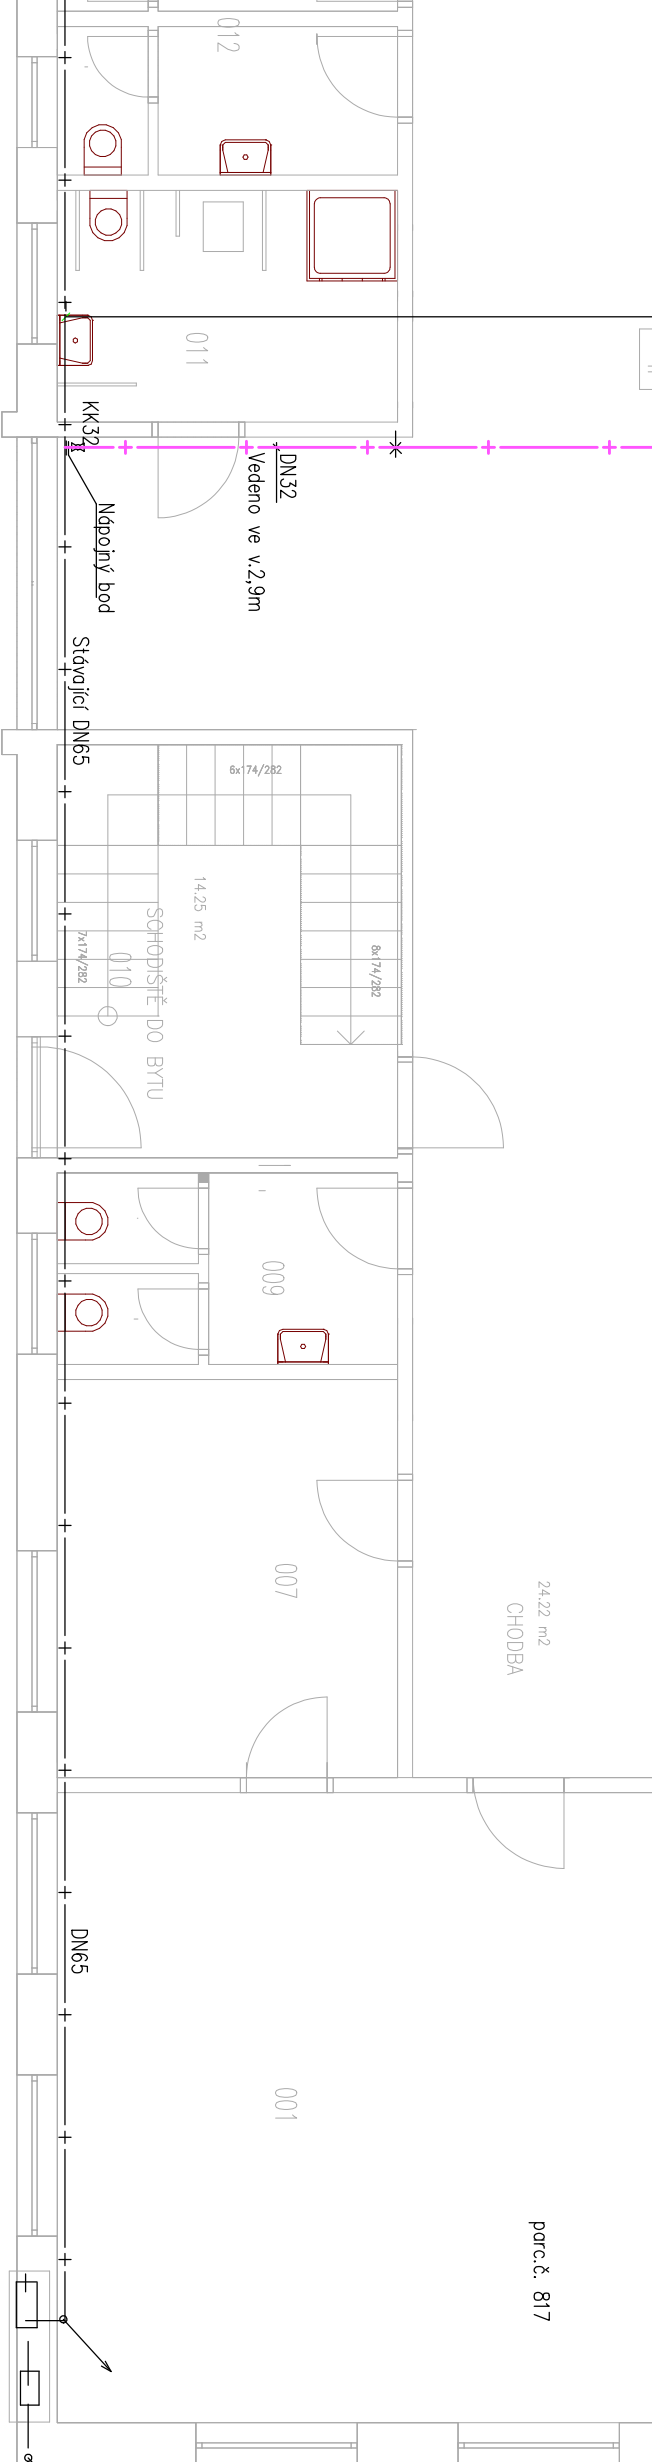 012
011
KK32
DN32
Vedeno ve v.2,9m
Nápojný bod
Stávající DN65
6x174/282
14.25 m2
SCHODIŠTĚ DO BYTU
010
7x174/282
8x174/282
009
007
24.22 m2
CHODBA
DN65
001
parc.č. 817